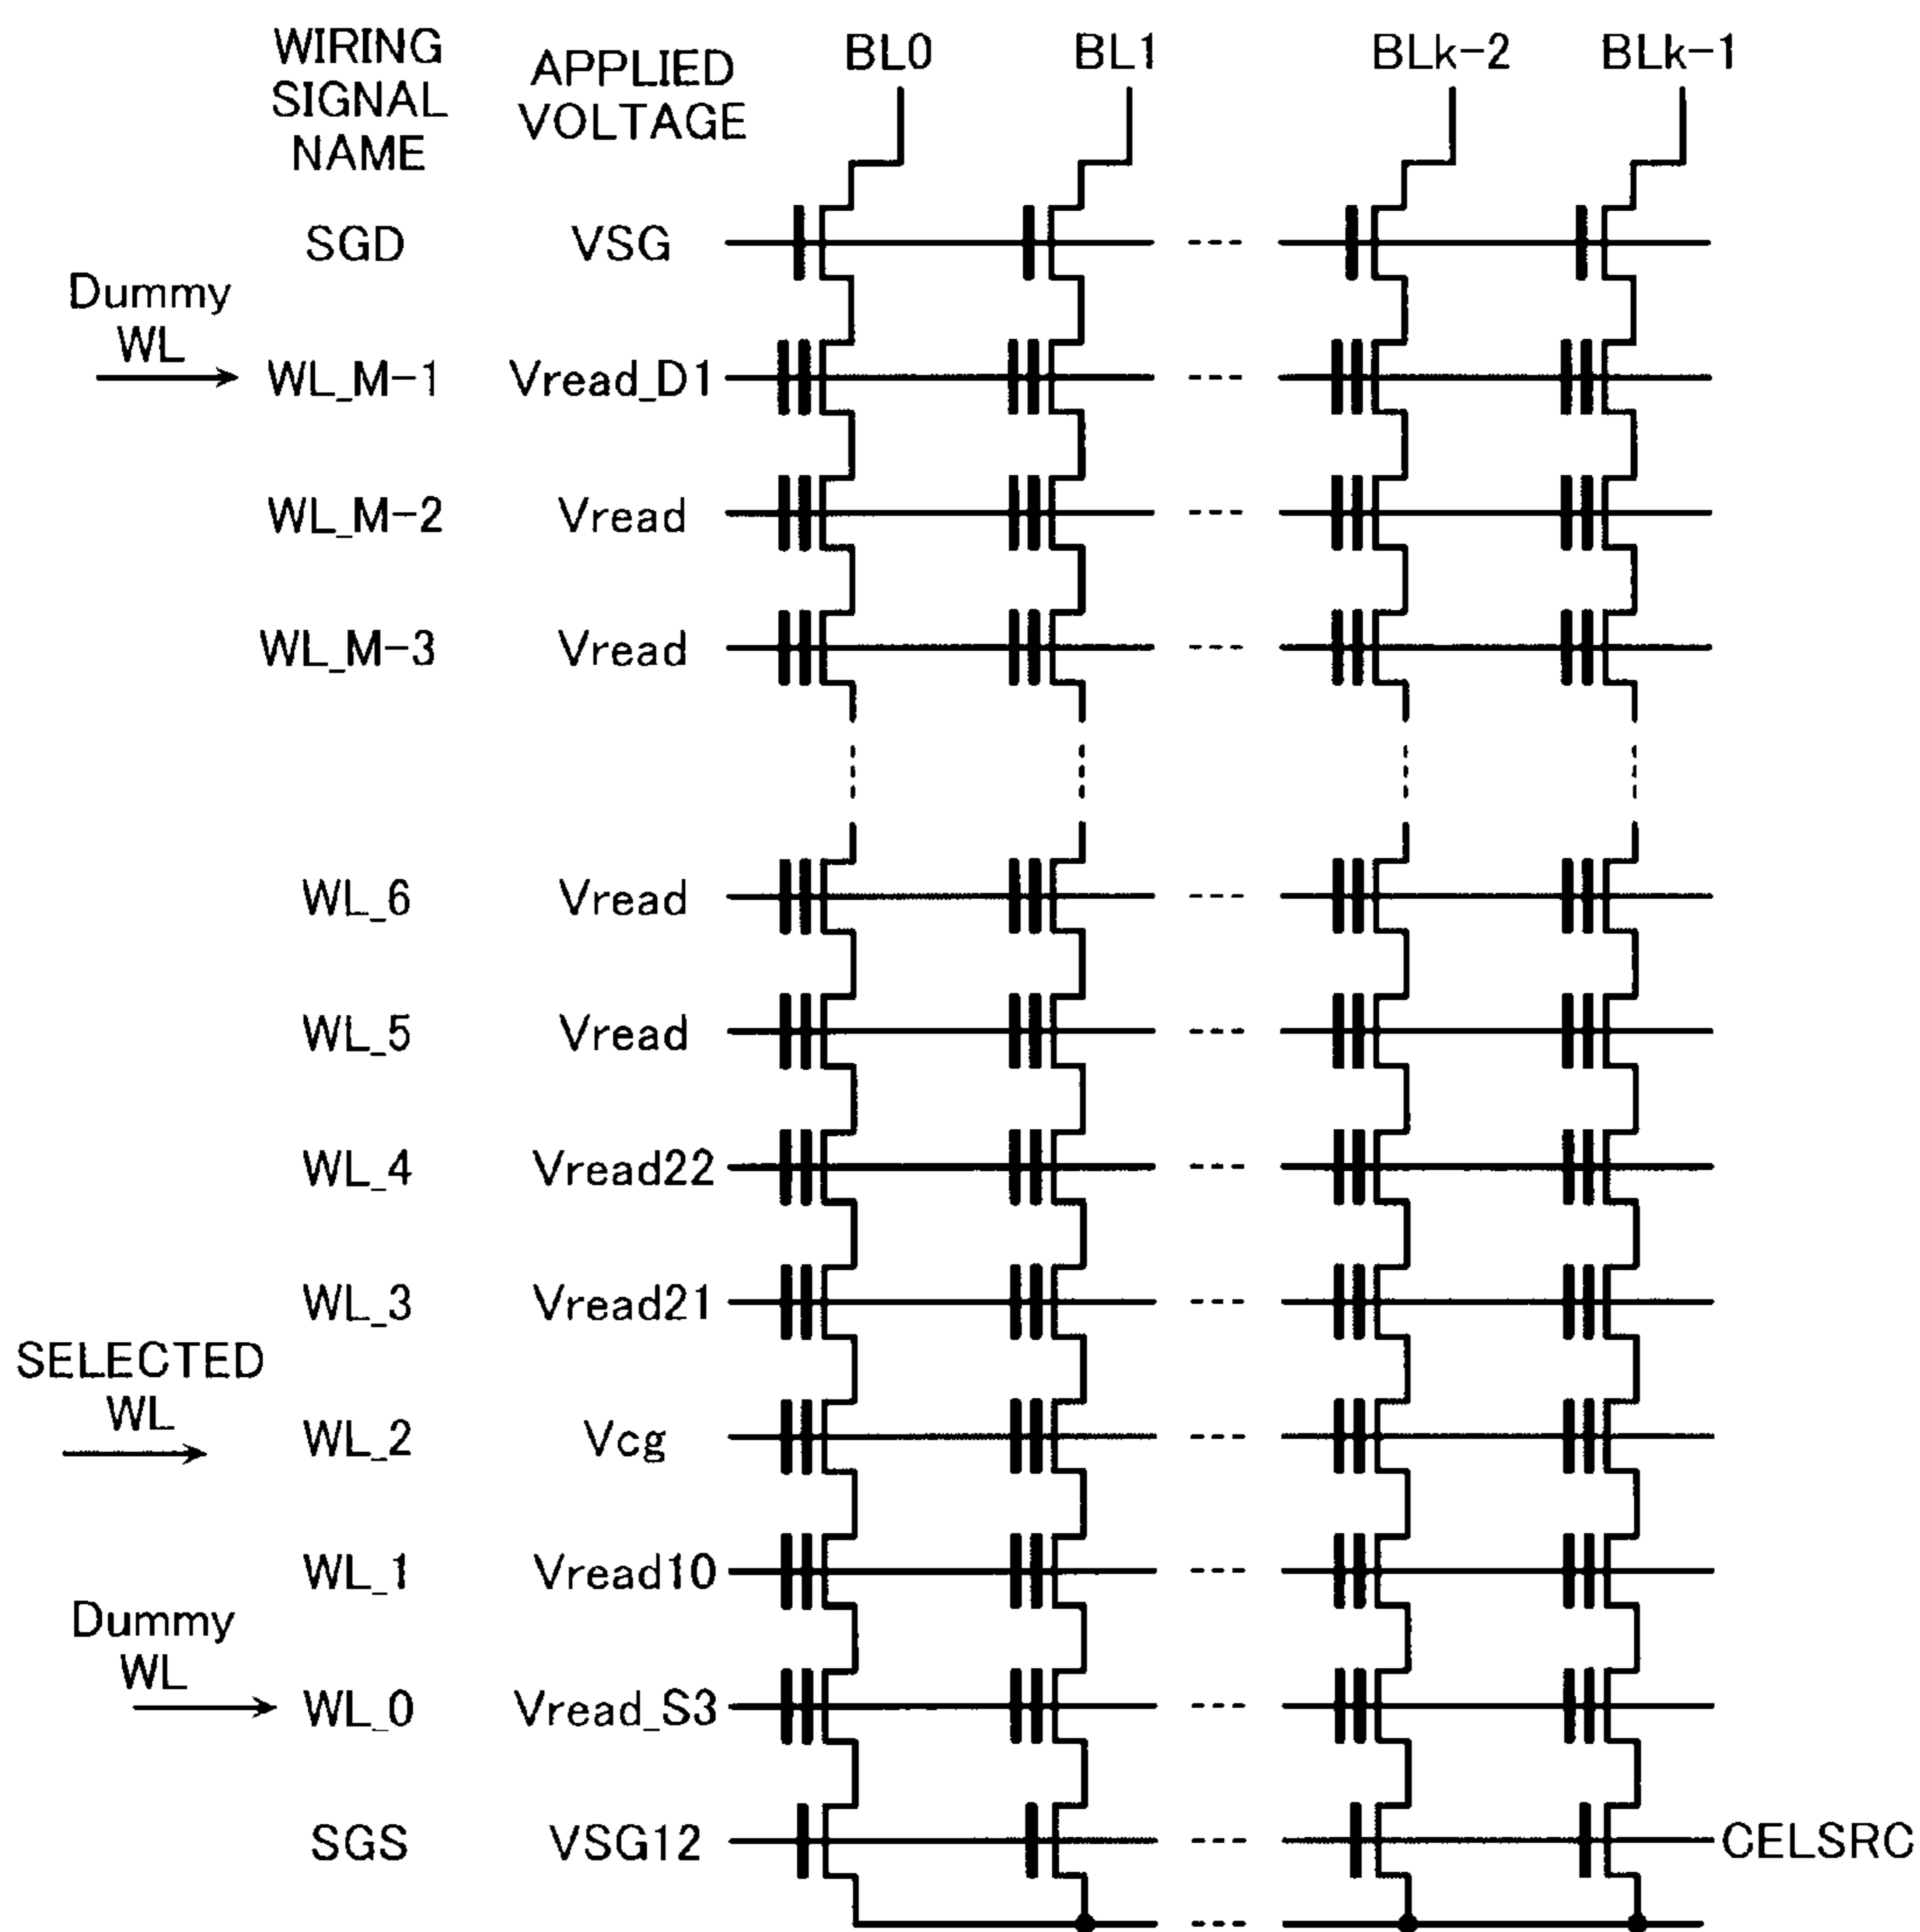 WIRING
SIGNAL
NAME
APPLIED
VOLTAGE
BL0
BL1
BLk-2
BLk-1
SGD VSG
Dummy
WL
WL_M-1 Vread_D1
WL_M-2 Vread
WL_M-3 Vread
WL_6 Vread
WL_5 Vread
WL_4 Vread22
WL_3 Vread21
SELECTED
WL
WL_2 Vcg
WL_1 Vread10
Dummy
WL
WL_0 Vread_S3
SGS VSG12 CELSRC